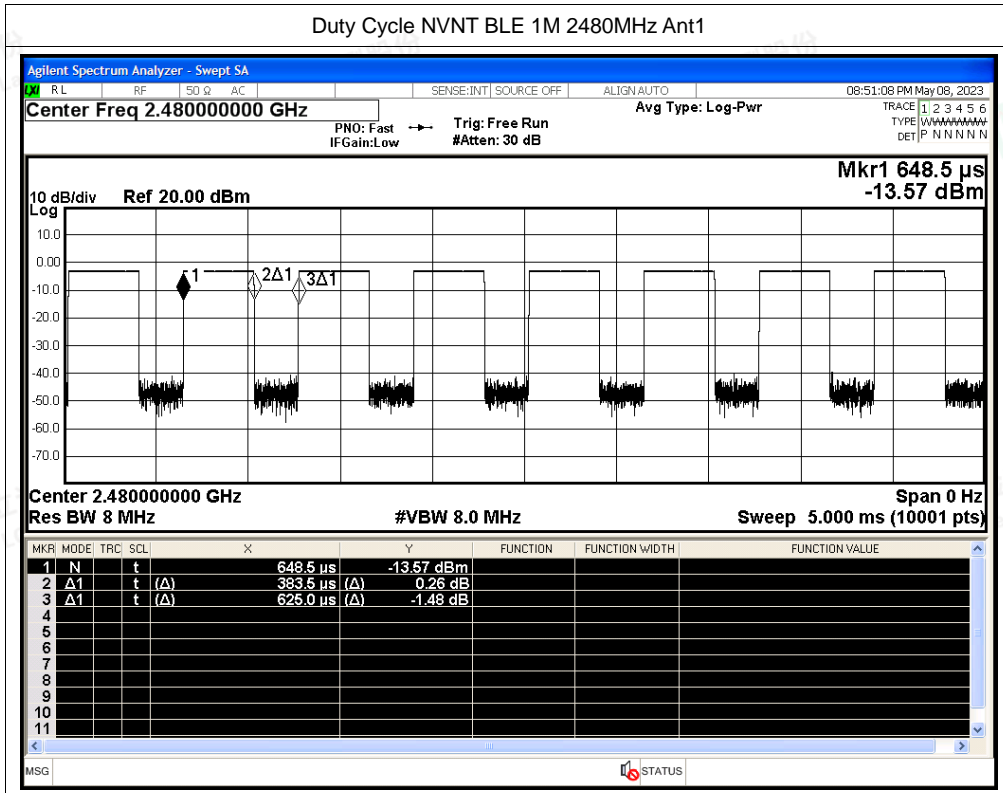 Duty Cycle NVNT BLE 1M 2480MHz Ant1
Agilent Spectrum Analyzer - Swept SA
LXI RL RF 50 Ω AC SENSE:INT SOURCE OFF ALIGN AUTO 08:51:08 PM May 08, 2023
Center Freq 2.480000000 GHz Avg Type: Log-Pwr TRACE 1 2 3 4 5 6
PNO: Fast Trig: Free Run TYPE WWWWWW
IFGain:Low #Atten: 30 dB DET P N N N N N
Mkr1 648.5 µs
10 dB/div Ref 20.00 dBm -13.57 dBm
Log
10.0
0.00
1 2Δ1 3Δ1
-10.0
-20.0
-30.0
-40.0
-50.0
-60.0
-70.0
Center 2.480000000 GHz Span 0 Hz
Res BW 8 MHz #VBW 8.0 MHz Sweep 5.000 ms (10001 pts)
MKR MODE TRC SCL X Y FUNCTION FUNCTION WIDTH FUNCTION VALUE
1 N t 648.5 µs -13.57 dBm
2 Δ1 t (Δ) 383.5 µs (Δ) 0.26 dB
3 Δ1 t (Δ) 625.0 µs (Δ) -1.48 dB
4
5
6
7
8
9
10
11
MSG STATUS